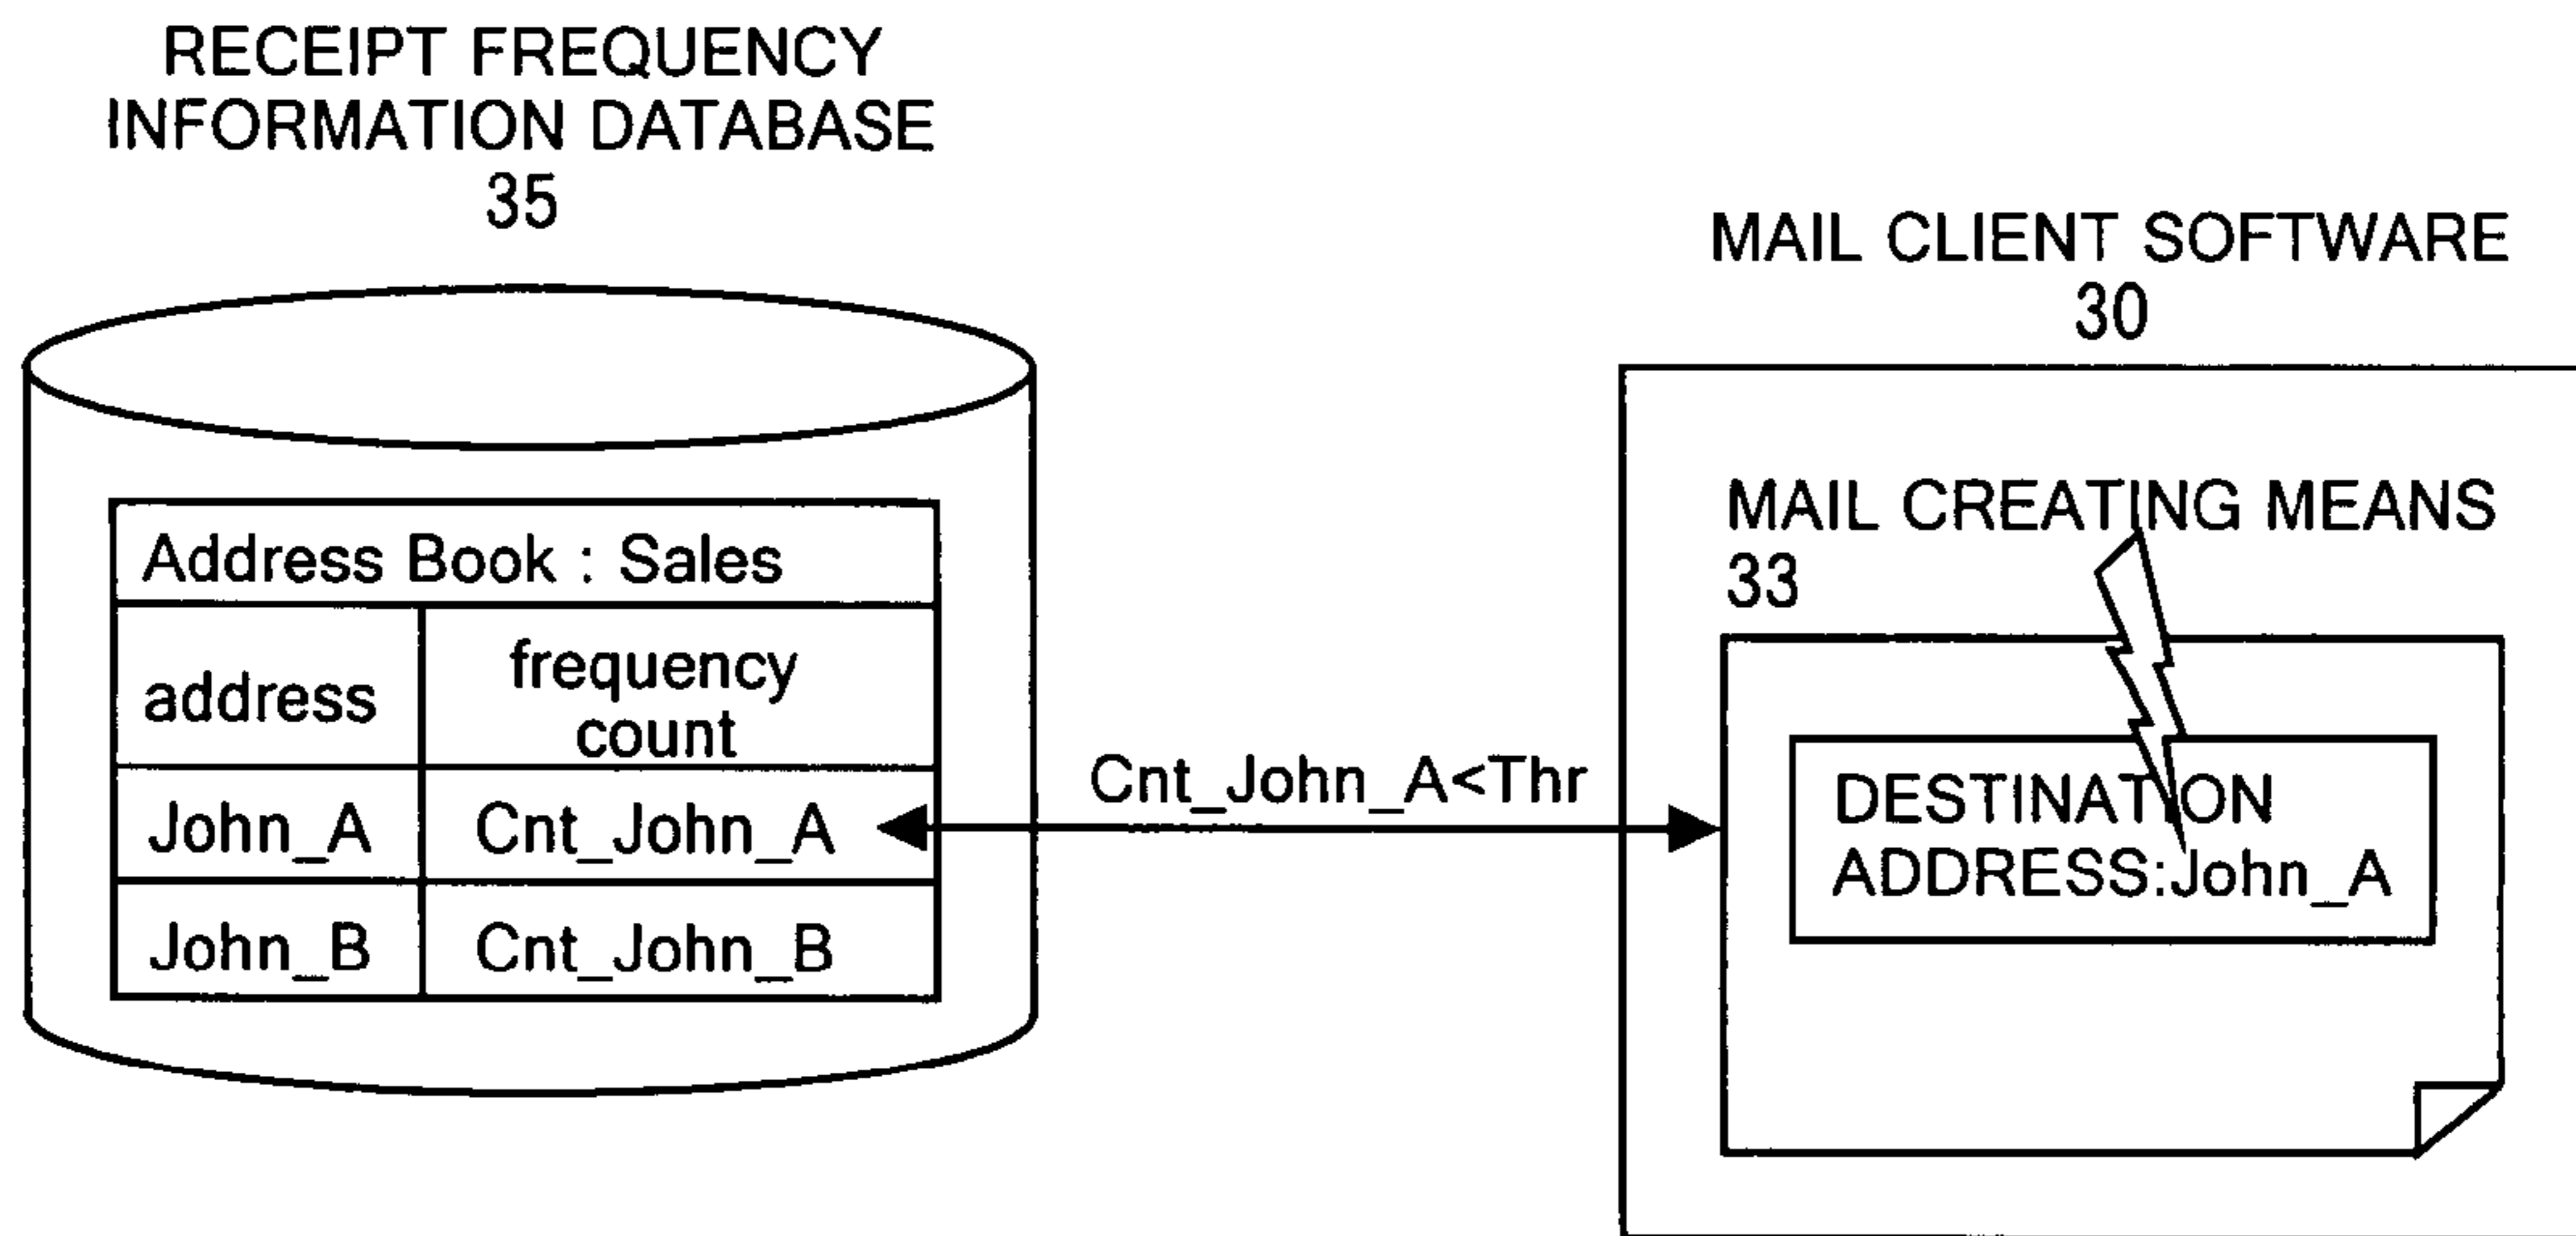 RECEIPT FREQUENCY
INFORMATION DATABASE
35
Address Book : Sales
address
frequency
count
John_A
Cnt_John_A
John_B
Cnt_John_B
Cnt_John_A<Thr
MAIL CLIENT SOFTWARE
30
MAIL CREATING MEANS
33
DESTINATION
ADDRESS:John_A